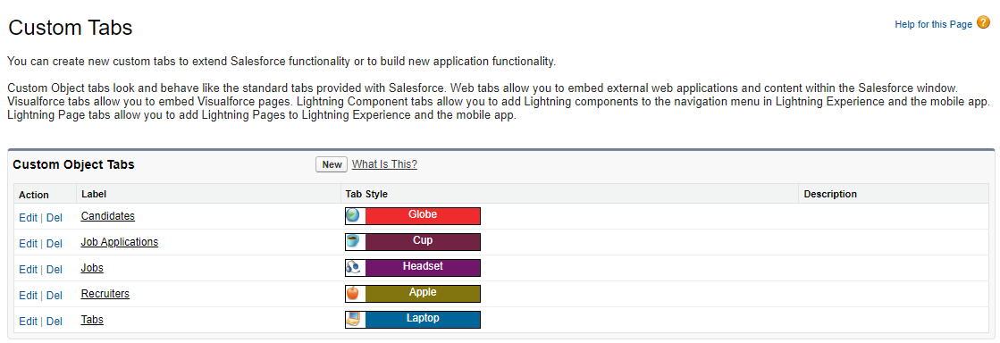 Custom Tabs
Help for this Page ?
You can create new custom tabs to extend Salesforce functionality or to build new application functionality.
Custom Object tabs look and behave like the standard tabs provided with Salesforce. Web tabs allow you to embed external web applications and content within the Salesforce window.
Visualforce tabs allow you to embed Visualforce pages. Lightning Component tabs allow you to add Lightning components to the navigation menu in Lightning Experience and the mobile app.
Lightning Page tabs allow you to add Lightning Pages to Lightning Experience and the mobile app.
Custom Object Tabs New What Is This?
Action Label Tab Style Description
Edit | Del Candidates Globe
Edit | Del Job Applications Cup
Edit | Del Jobs Headset
Edit | Del Recruiters Apple
Edit | Del Tabs Laptop